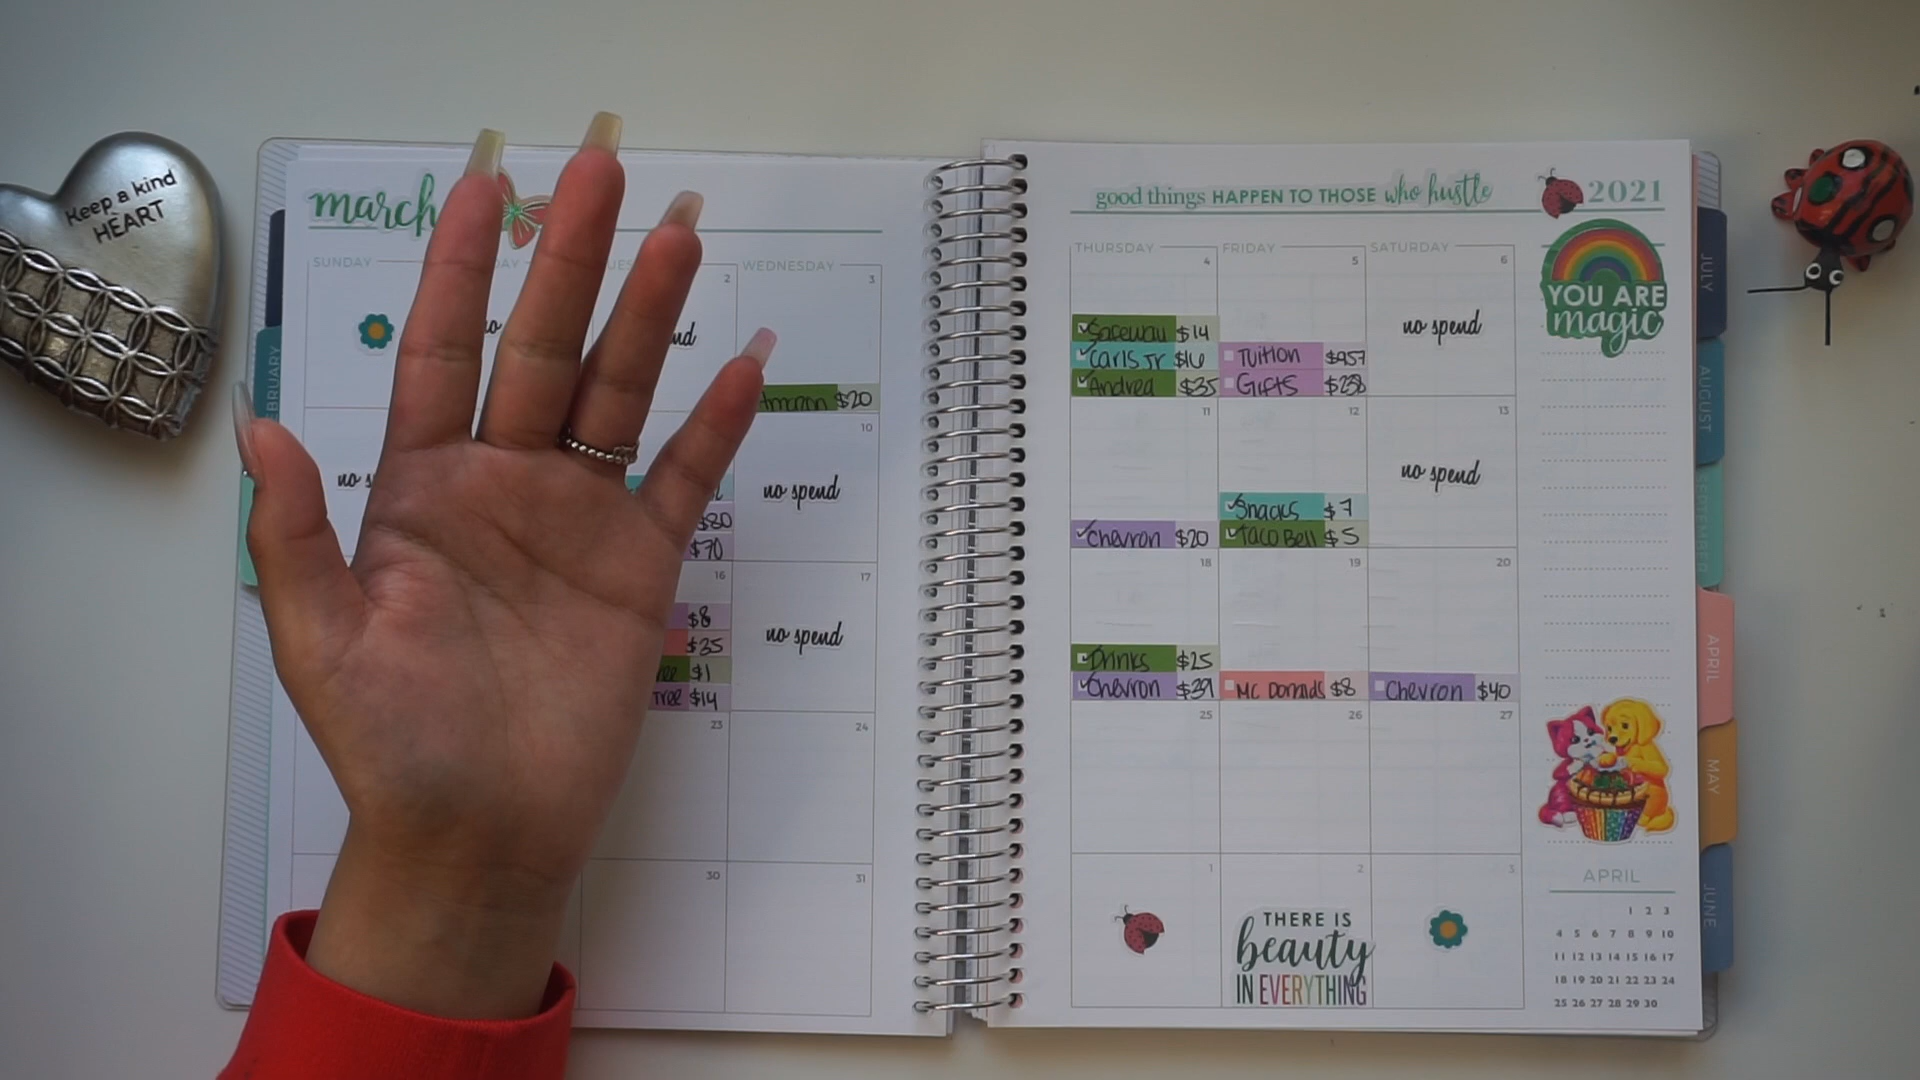 Keep a kind
HEART
march
good things HAPPEN TO THOSE who hustle
2021
SUNDAY
WEDNESDAY
THURSDAY
FRIDAY
SATURDAY
2
3
4
5
6
no spend
YOU ARE
magic
Safeway $14
Carls Jr $16
Tuition $957
Andrea $35
Gifts $238
Amazon $20
10
11
12
13
no spend
no spend
$80
$70
Snacks $7
Chevron $20
Taco Bell $5
16
17
18
19
20
$8
$35
$1
Tree $14
no spend
Drinks $25
Chevron $39
Mc Donalds $8
Chevron $40
23
24
25
26
27
30
31
1
2
3
THERE IS
beauty
IN EVERYTHING
APRIL
1 2 3
4 5 6 7 8 9 10
11 12 13 14 15 16 17
18 19 20 21 22 23 24
25 26 27 28 29 30
JULY
AUGUST
SEPTEMBER
APRIL
MAY
JUNE